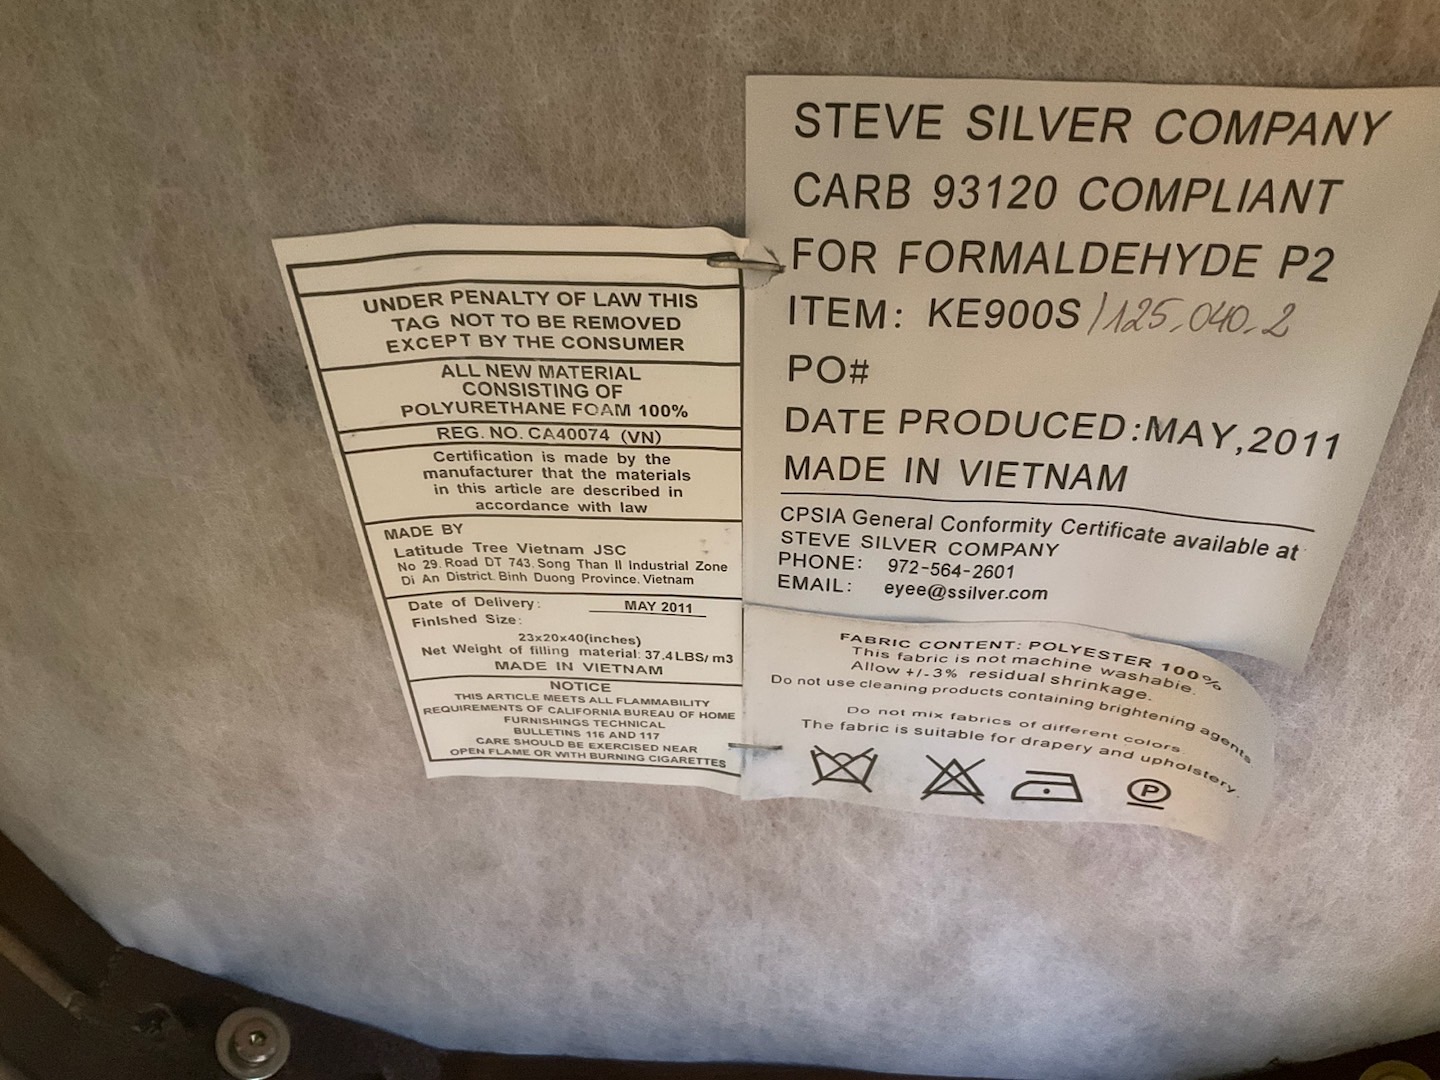 UNDER PENALTY OF LAW THIS
TAG NOT TO BE REMOVED
EXCEPT BY THE CONSUMER
ALL NEW MATERIAL
CONSISTING OF
POLYURETHANE FOAM 100%
REG. NO. CA40074 (VN)
Certification is made by the
manufacturer that the materials
in this article are described in
accordance with law
MADE BY
Latitude Tree Vietnam JSC
No 29. Road DT 743. Song Than II Industrial Zone
Di An District. Binh Duong Province. Vietnam
Date of Delivery: MAY 2011
Finished Size:
23x20x40(inches)
Net Weight of filling material: 37.4LBS/m3
MADE IN VIETNAM
NOTICE
THIS ARTICLE MEETS ALL FLAMMABILITY
REQUIREMENTS OF CALIFORNIA BUREAU OF HOME
FURNISHINGS TECHNICAL
BULLETINS 116 AND 117
CARE SHOULD BE EXERCISED NEAR
OPEN FLAME OR WITH BURNING CIGARETTES
STEVE SILVER COMPANY
CARB 93120 COMPLIANT
FOR FORMALDEHYDE P2
ITEM: KE900S/125.040.2
PO#
DATE PRODUCED:MAY,2011
MADE IN VIETNAM
CPSIA General Conformity Certificate available at
STEVE SILVER COMPANY
PHONE: 972-564-2601
EMAIL: eyee@ssilver.com
FABRIC CONTENT: POLYESTER 100%
This fabric is not machine washable.
Allow +/-3% residual shrinkage.
Do not use cleaning products containing brightening agents
Do not mix fabrics of different colors
The fabric is suitable for drapery and upholstery.
P